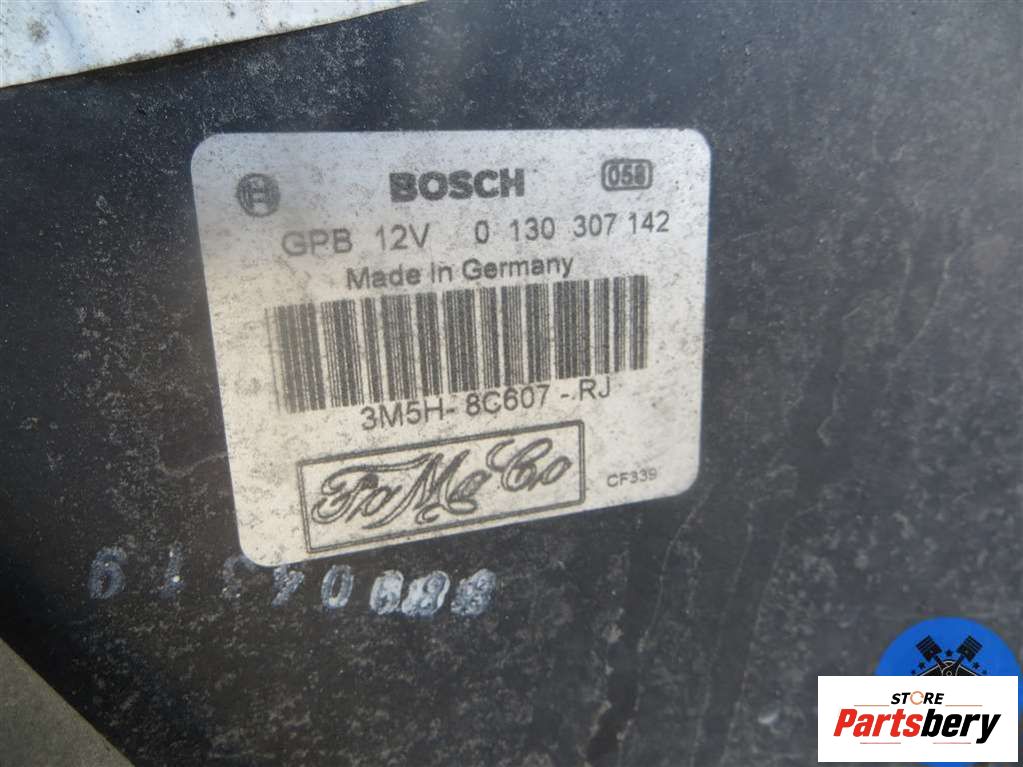 BOSCH
058
GPB 12V 0 130 307 142
Made in Germany
3M5H- 8C607 - RJ
FoMoCo
CF339
STORE
Partsbery